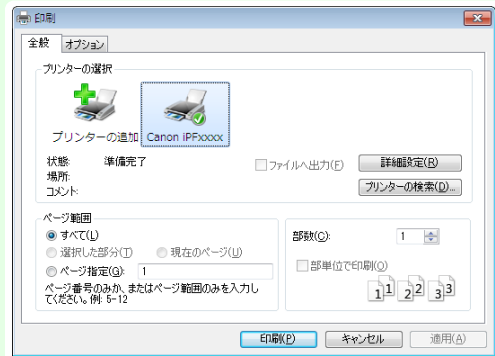 印刷
全般 オプション
プリンターの選択
プリンターの追加 Canon iPFxxxx
状態: 準備完了
場所:
コメント:
ファイルへ出力(F) 詳細設定(R)
プリンターの検索(D)...
ページ範囲
すべて(L)
選択した部分(T) 現在のページ(U)
ページ指定(G): 1
ページ番号のみか、またはページ範囲のみを入力し
てください。例: 5-12
部数(C): 1
部単位で印刷(O)
1 1 2 2 3 3
印刷(P) キャンセル 適用(A)